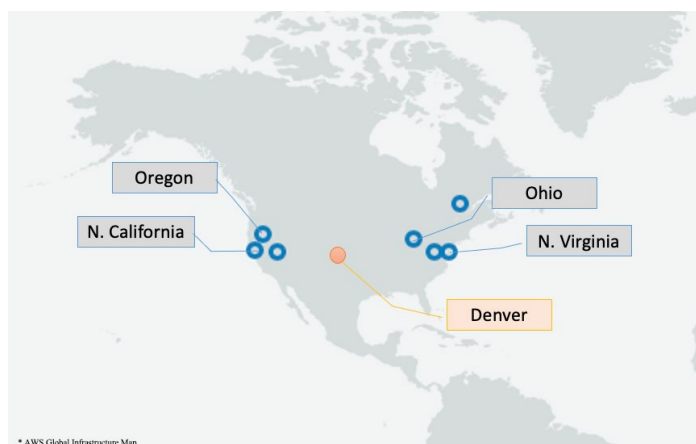 Oregon
Ohio
N. California
N. Virginia
Denver
* AWS Global Infrastructure Map